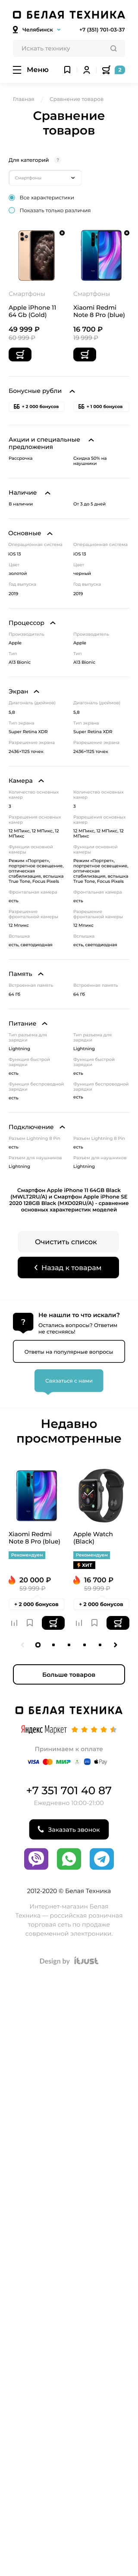 БЕЛАЯ ТЕХНИКА
Челябинск
+7 (351) 701-03-37
Искать технику
Меню
2
Главная
Сравнение товаров
Сравнение
товаров
Для категорий ?
Смартфоны
Все характеристики
Показать только различия
Смартфоны
Apple iPhone 11
64 Gb (Gold)
49 999 ₽
60 999 ₽
Смартфоны
Xiaomi Redmi
Note 8 Pro (blue)
16 700 ₽
19 999 ₽
Бонусные рубли
+ 2 000 бонусов
+ 1 000 бонусов
Акции и специальные
предложения
Рассрочка
Скидка 50% на
наушники
Наличие
В наличии
От 3 до 5 дней
Основные
Операционная система
iOS 13
Операционная система
iOS 13
Цвет
золотой
Цвет
черный
Год выпуска
2019
Год выпуска
2019
Процессор
Производитель
Apple
Производитель
Apple
Тип
A13 Bionic
Тип
A13 Bionic
Экран
Диагональ (дюймов)
5,8
Диагональ (дюймов)
5,8
Тип экрана
Super Retina XDR
Тип экрана
Super Retina XDR
Разрешение экрана
2436×1125 точек
Разрешение экрана
2436×1125 точек
Камера
Количество основных
камер
3
Количество основных
камер
3
Разрешение основных
камер
12 МПикс, 12 МПикс, 12
МПикс
Разрешение основных
камер
12 МПикс, 12 МПикс, 12
МПикс
Функции основной
камеры
Режим «Портрет»,
портретное освещение,
оптическая
стабилизация, вспышка
True Tone, Focus Pixels
Функции основной
камеры
Режим «Портрет»,
портретное освещение,
оптическая
стабилизация, вспышка
True Tone, Focus Pixels
Фронтальная камера
есть
Фронтальная камера
есть
Разрешение
фронтальной камеры
12 Мпикс
Разрешение
фронтальной камеры
12 Мпикс
Вспышка
есть, светодиодная
Вспышка
есть, светодиодная
Память
Встроенная память
64 Гб
Встроенная память
64 Гб
Питание
Тип разъема для
зарядки
Lightning
Тип разъема для
зарядки
Lightning
Функция быстрой
зарядки
есть
Функция быстрой
зарядки
есть
Функция беспроводной
зарядки
есть
Функция беспроводной
зарядки
есть
Подключение
Разъем Lightning 8 Pin
есть
Разъем Lightning 8 Pin
есть
Разъем для наушников
Lightning
Разъем для наушников
Lightning
Смартфон Apple iPhone 11 64GB Black
(MWLT2RU/A) и Смартфон Apple iPhone SE
2020 128GB Black (MXD02RU/A) - сравнение
основных характеристик моделей
Очистить список
Назад к товарам
?
Не нашли то что искали?
Остались вопросы? Ответим
не стесняясь!
Ответы на популярные вопросы
Связаться с нами
Недавно
просмотренные
Xiaomi Redmi
Note 8 Pro (blue)
Рекомендуем
20 000 ₽
59 999 ₽
+ 2 000 бонусов
Apple Watch
(Black)
Рекомендуем
ХИТ
16 700 ₽
59 999 ₽
+ 2 000 бонусов
Больше товаров
БЕЛАЯ ТЕХНИКА
Яндекс Маркет
Принимаем к оплате
VISA МИР Pay
+7 351 701 40 87
Ежедневно 10:00-21:00
Заказать звонок
2012-2020 © Белая Техника
Интернет-магазин Белая
Техника — российская розничная
торговая сеть по продаже
современной электроники.
Design by itJust